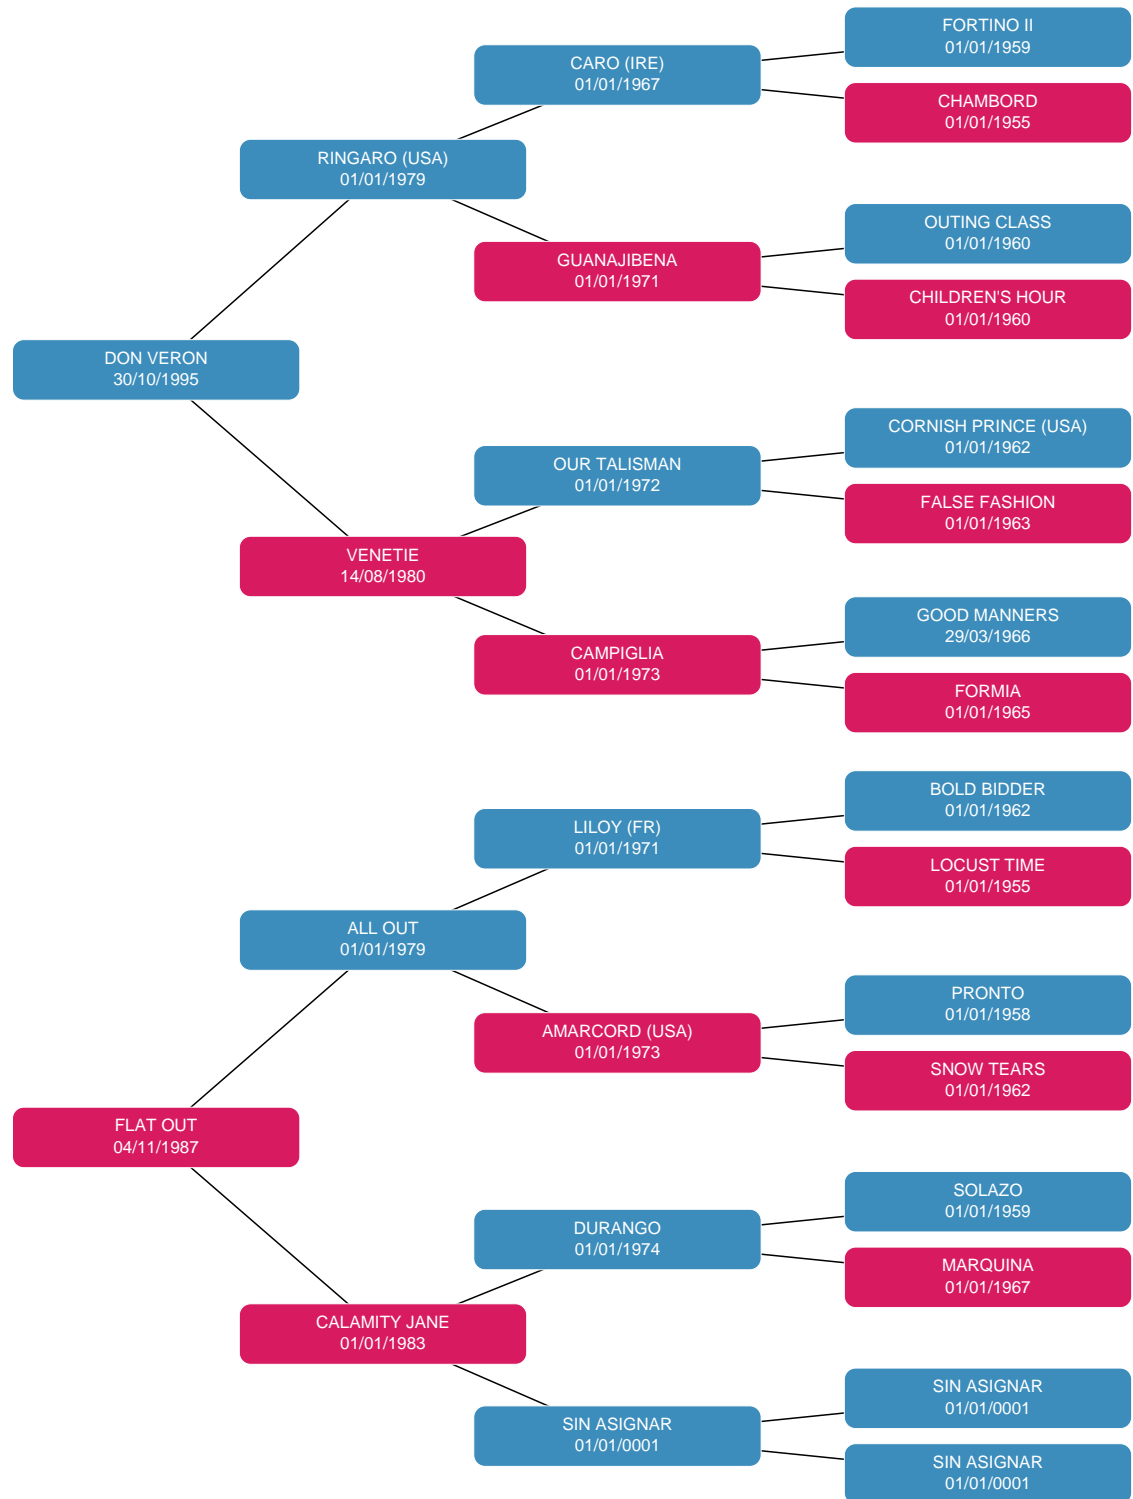 FORTINO II
01/01/1959
CARO (IRE)
01/01/1967
CHAMBORD
01/01/1955
RINGARO (USA)
01/01/1979
OUTING CLASS
01/01/1960
GUANAJIBENA
01/01/1971
CHILDREN'S HOUR
01/01/1960
DON VERON
30/10/1995
CORNISH PRINCE (USA)
01/01/1962
OUR TALISMAN
01/01/1972
FALSE FASHION
01/01/1963
VENETIE
14/08/1980
GOOD MANNERS
29/03/1966
CAMPIGLIA
01/01/1973
FORMIA
01/01/1965
BOLD BIDDER
01/01/1962
LILOY (FR)
01/01/1971
LOCUST TIME
01/01/1955
ALL OUT
01/01/1979
PRONTO
01/01/1958
AMARCORD (USA)
01/01/1973
SNOW TEARS
01/01/1962
FLAT OUT
04/11/1987
SOLAZO
01/01/1959
DURANGO
01/01/1974
MARQUINA
01/01/1967
CALAMITY JANE
01/01/1983
SIN ASIGNAR
01/01/0001
SIN ASIGNAR
01/01/0001
SIN ASIGNAR
01/01/0001